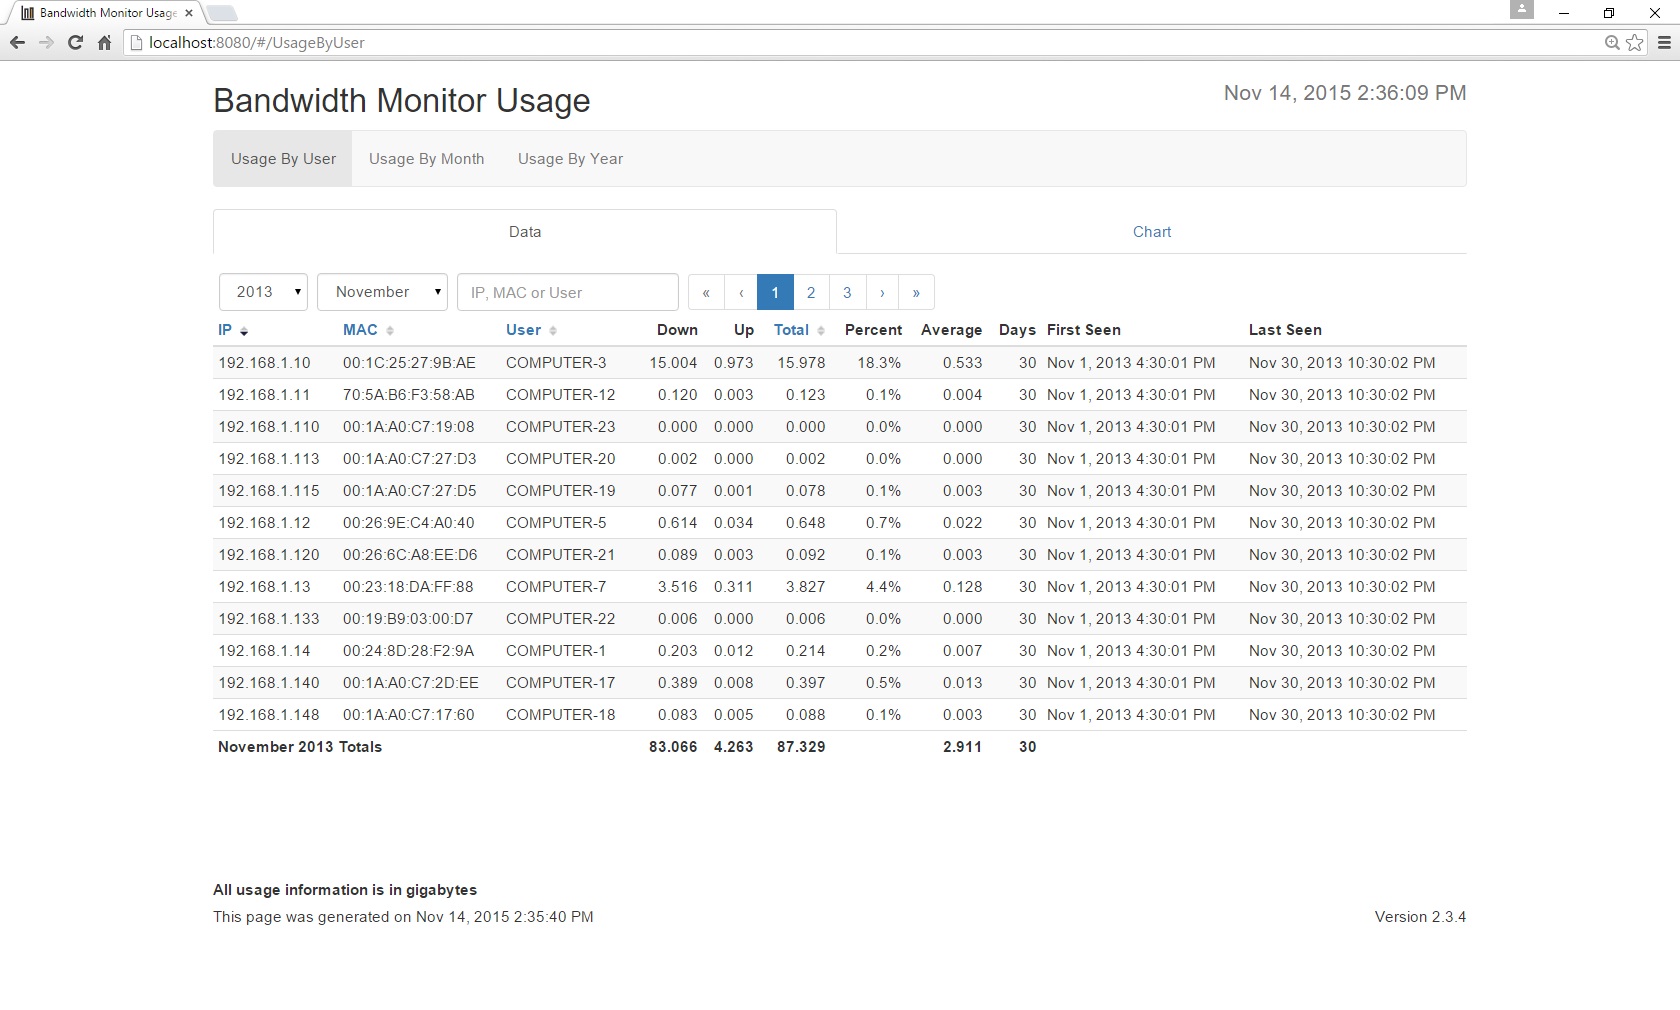 Bandwidth Monitor Usage
localhost:8080/#/UsageByUser
Bandwidth Monitor Usage
Nov 14, 2015 2:36:09 PM
Usage By User Usage By Month Usage By Year
Data Chart
2013 November IP, MAC or User « ‹ 1 2 3 › »
IP MAC User Down Up Total Percent Average Days First Seen Last Seen
192.168.1.10 00:1C:25:27:9B:AE COMPUTER-3 15.004 0.973 15.978 18.3% 0.533 30 Nov 1, 2013 4:30:01 PM Nov 30, 2013 10:30:02 PM
192.168.1.11 70:5A:B6:F3:58:AB COMPUTER-12 0.120 0.003 0.123 0.1% 0.004 30 Nov 1, 2013 4:30:01 PM Nov 30, 2013 10:30:02 PM
192.168.1.110 00:1A:A0:C7:19:08 COMPUTER-23 0.000 0.000 0.000 0.0% 0.000 30 Nov 1, 2013 4:30:01 PM Nov 30, 2013 10:30:02 PM
192.168.1.113 00:1A:A0:C7:27:D3 COMPUTER-20 0.002 0.000 0.002 0.0% 0.000 30 Nov 1, 2013 4:30:01 PM Nov 30, 2013 10:30:02 PM
192.168.1.115 00:1A:A0:C7:27:D5 COMPUTER-19 0.077 0.001 0.078 0.1% 0.003 30 Nov 1, 2013 4:30:01 PM Nov 30, 2013 10:30:02 PM
192.168.1.12 00:26:9E:C4:A0:40 COMPUTER-5 0.614 0.034 0.648 0.7% 0.022 30 Nov 1, 2013 4:30:01 PM Nov 30, 2013 10:30:02 PM
192.168.1.120 00:26:6C:A8:EE:D6 COMPUTER-21 0.089 0.003 0.092 0.1% 0.003 30 Nov 1, 2013 4:30:01 PM Nov 30, 2013 10:30:02 PM
192.168.1.13 00:23:18:DA:FF:88 COMPUTER-7 3.516 0.311 3.827 4.4% 0.128 30 Nov 1, 2013 4:30:01 PM Nov 30, 2013 10:30:02 PM
192.168.1.133 00:19:B9:03:00:D7 COMPUTER-22 0.006 0.000 0.006 0.0% 0.000 30 Nov 1, 2013 4:30:01 PM Nov 30, 2013 10:30:02 PM
192.168.1.14 00:24:8D:28:F2:9A COMPUTER-1 0.203 0.012 0.214 0.2% 0.007 30 Nov 1, 2013 4:30:01 PM Nov 30, 2013 10:30:02 PM
192.168.1.140 00:1A:A0:C7:2D:EE COMPUTER-17 0.389 0.008 0.397 0.5% 0.013 30 Nov 1, 2013 4:30:01 PM Nov 30, 2013 10:30:02 PM
192.168.1.148 00:1A:A0:C7:17:60 COMPUTER-18 0.083 0.005 0.088 0.1% 0.003 30 Nov 1, 2013 4:30:01 PM Nov 30, 2013 10:30:02 PM
November 2013 Totals 83.066 4.263 87.329 2.911 30
All usage information is in gigabytes
This page was generated on Nov 14, 2015 2:35:40 PM Version 2.3.4